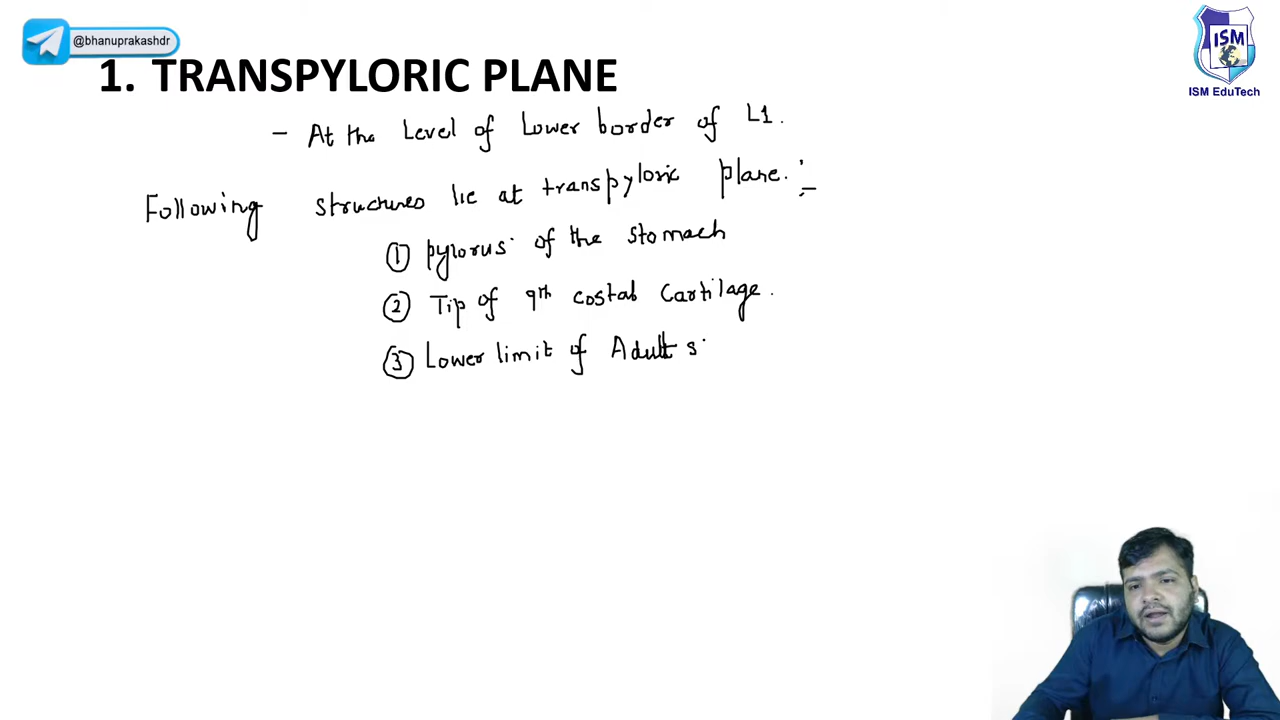 @bhanuprakashdr
ISM
ISM EduTech
1. TRANSPYLORIC PLANE
- At the Level of Lower border of L1.
Following structures lie at transpyloric plane. :-
① pylorus of the stomach
② Tip of 9th costal Cartilage.
③ Lower limit of Adult s